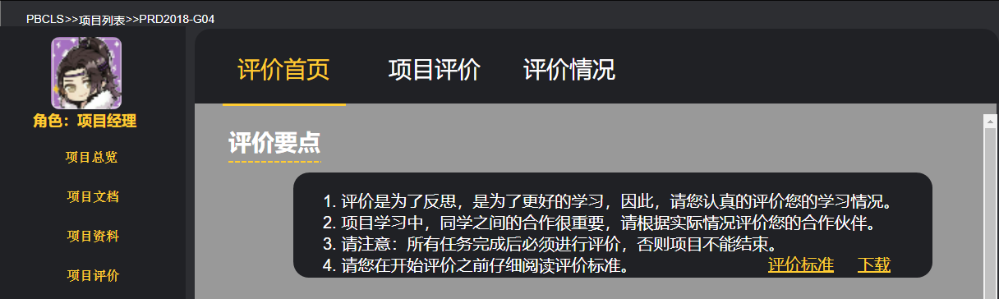 PBCLS>>项目列表>>PRD2018-G04
角色：项目经理
项目总览
项目文档
项目资料
项目评价
评价首页 项目评价 评价情况
评价要点
1. 评价是为了反思，是为了更好的学习，因此，请您认真的评价您的学习情况。
2. 项目学习中，同学之间的合作很重要，请根据实际情况评价您的合作伙伴。
3. 请注意：所有任务完成后必须进行评价，否则项目不能结束。
4. 请您在开始评价之前仔细阅读评价标准。 评价标准 下载